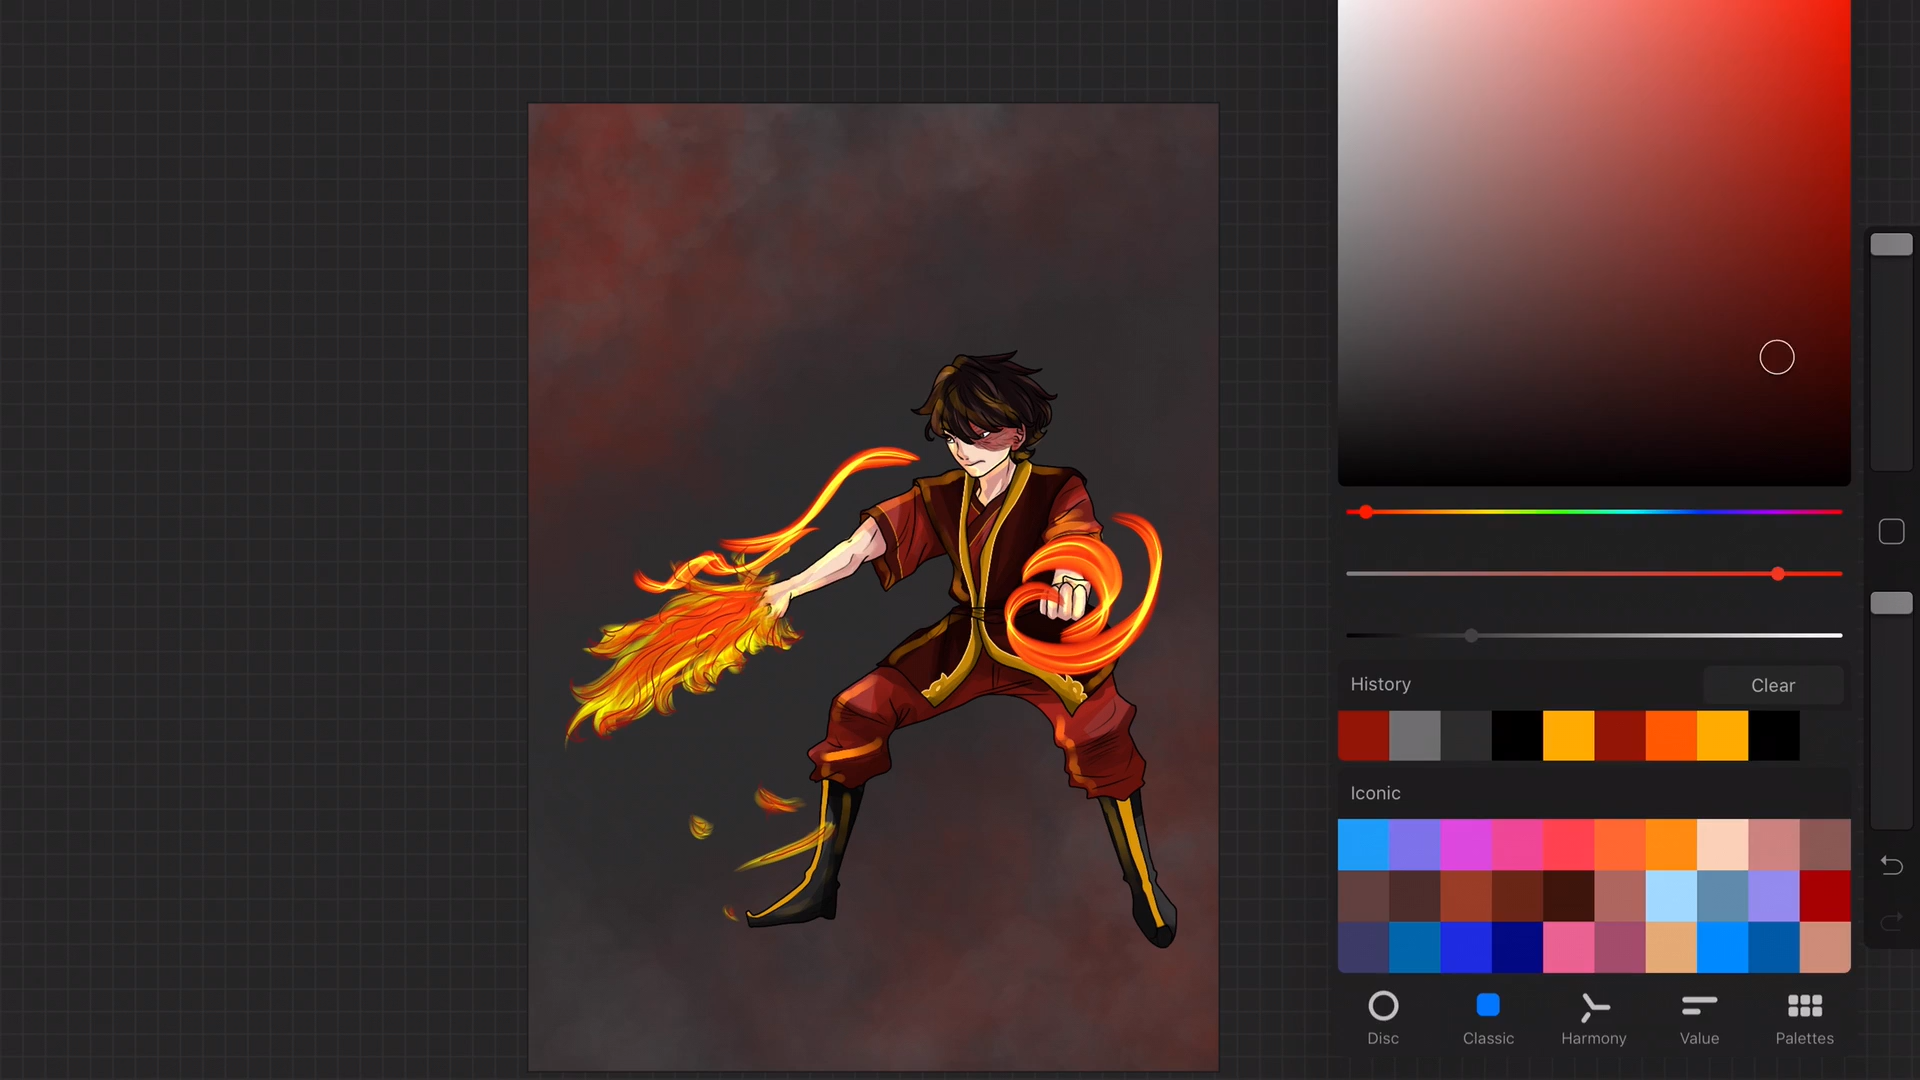 History
Clear
Iconic
Disc
Classic
Harmony
Value
Palettes